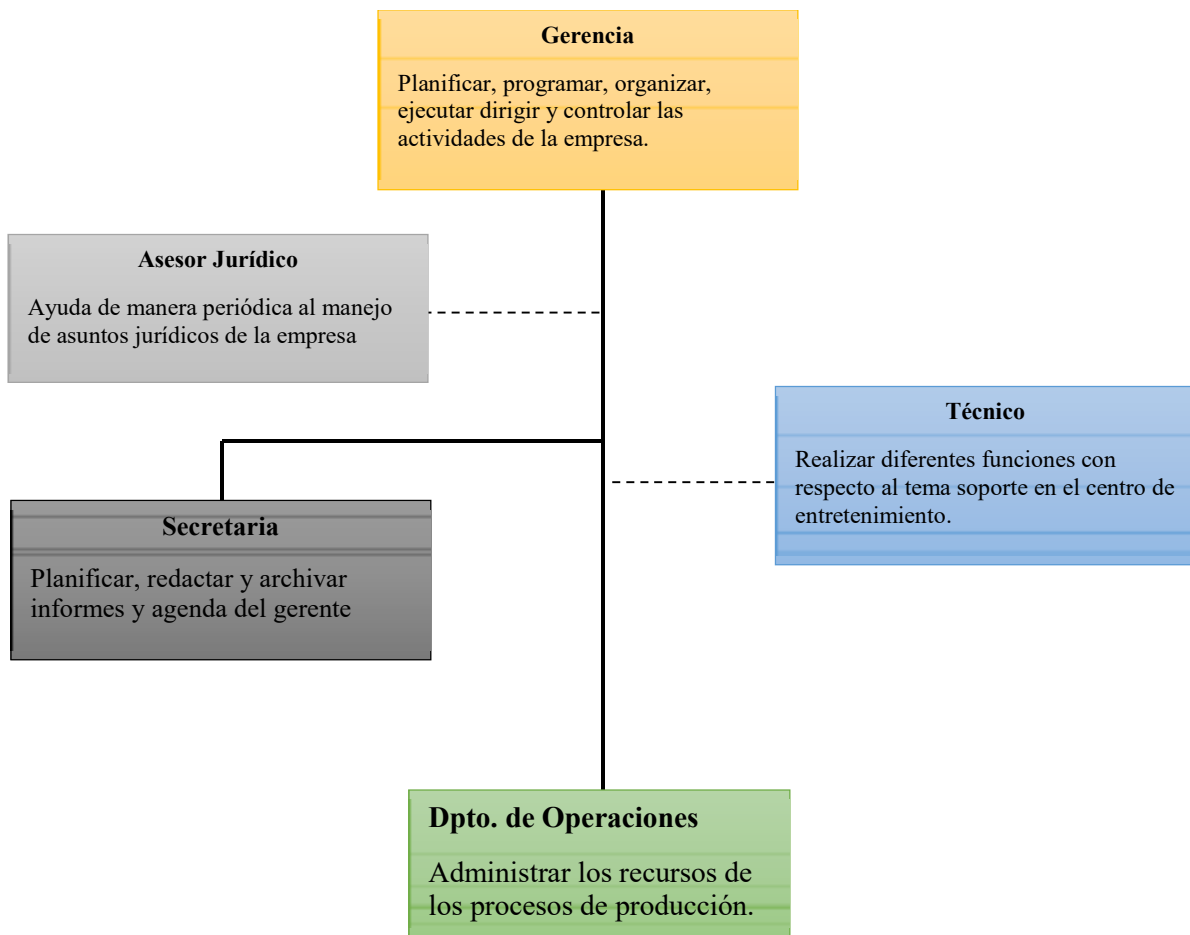 Gerencia
Planificar, programar, organizar,
ejecutar dirigir y controlar las
actividades de la empresa.
Asesor Jurídico
Ayuda de manera periódica al manejo
de asuntos jurídicos de la empresa
Técnico
Realizar diferentes funciones con
respecto al tema soporte en el centro de
entretenimiento.
Secretaria
Planificar, redactar y archivar
informes y agenda del gerente
Dpto. de Operaciones
Administrar los recursos de
los procesos de producción.